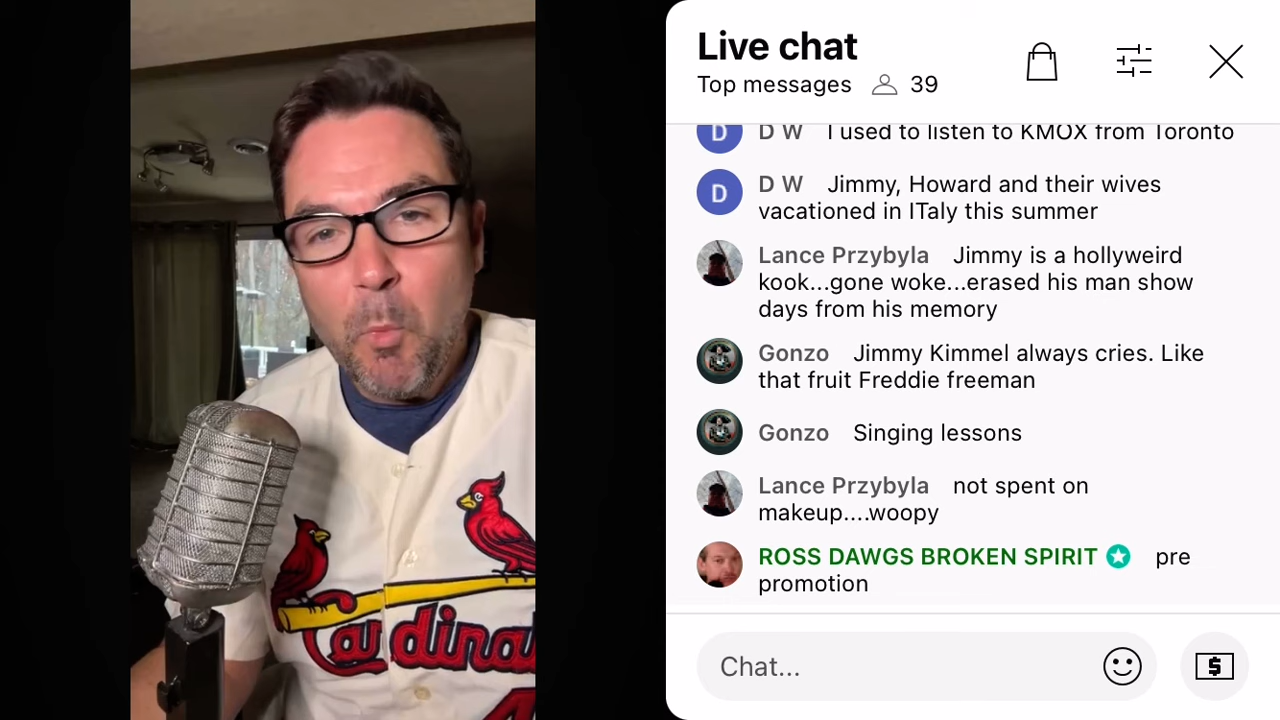 Live chat
Top messages 39
D D W I used to listen to KMOX from Toronto
D D W Jimmy, Howard and their wives
vacationed in ITaly this summer
Lance Przybyla Jimmy is a hollyweird
kook...gone woke...erased his man show
days from his memory
Gonzo Jimmy Kimmel always cries. Like
that fruit Freddie freeman
Gonzo Singing lessons
Lance Przybyla not spent on
makeup....woopy
ROSS DAWGS BROKEN SPIRIT pre
promotion
Chat...
$
Cardina